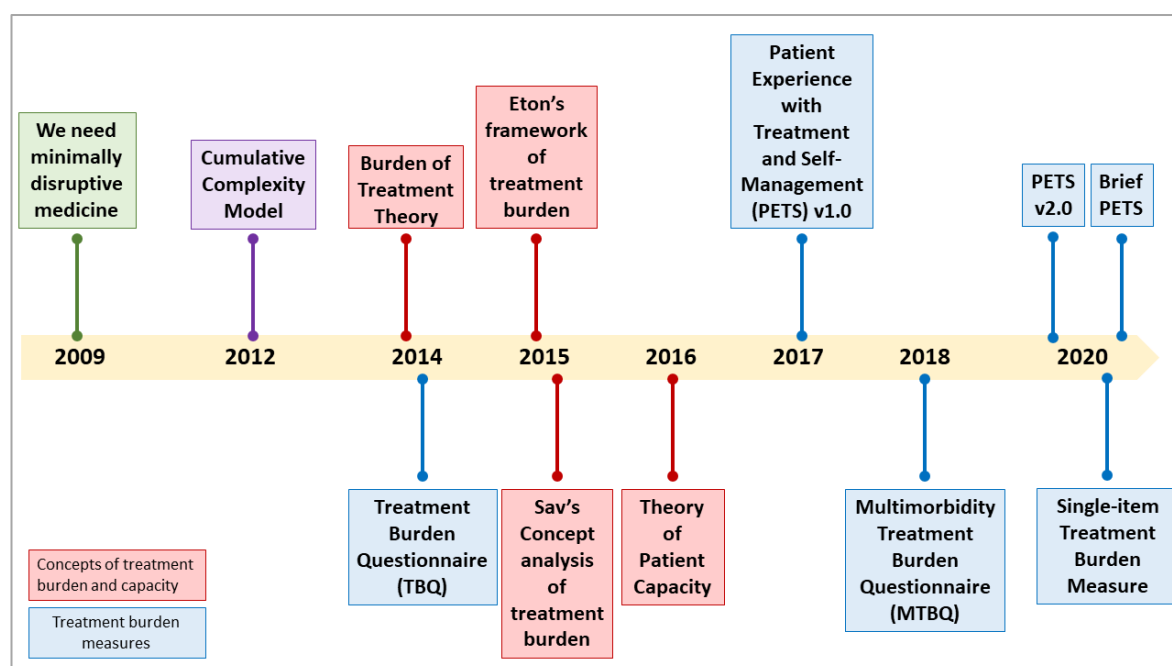 We need
minimally
disruptive
medicine
Cumulative
Complexity
Model
Burden of
Treatment
Theory
Eton’s
framework
of
treatment
burden
Patient
Experience
with
Treatment
and Self-
Management
(PETS) v1.0
PETS
v2.0
Brief
PETS
2009
2012
2014
2015
2016
2017
2018
2020
Treatment
Burden
Questionnaire
(TBQ)
Sav’s
Concept
analysis
of
treatment
burden
Theory
of
Patient
Capacity
Multimorbidity
Treatment
Burden
Questionnaire
(MTBQ)
Single-item
Treatment
Burden
Measure
Concepts of treatment
burden and capacity
Treatment burden
measures